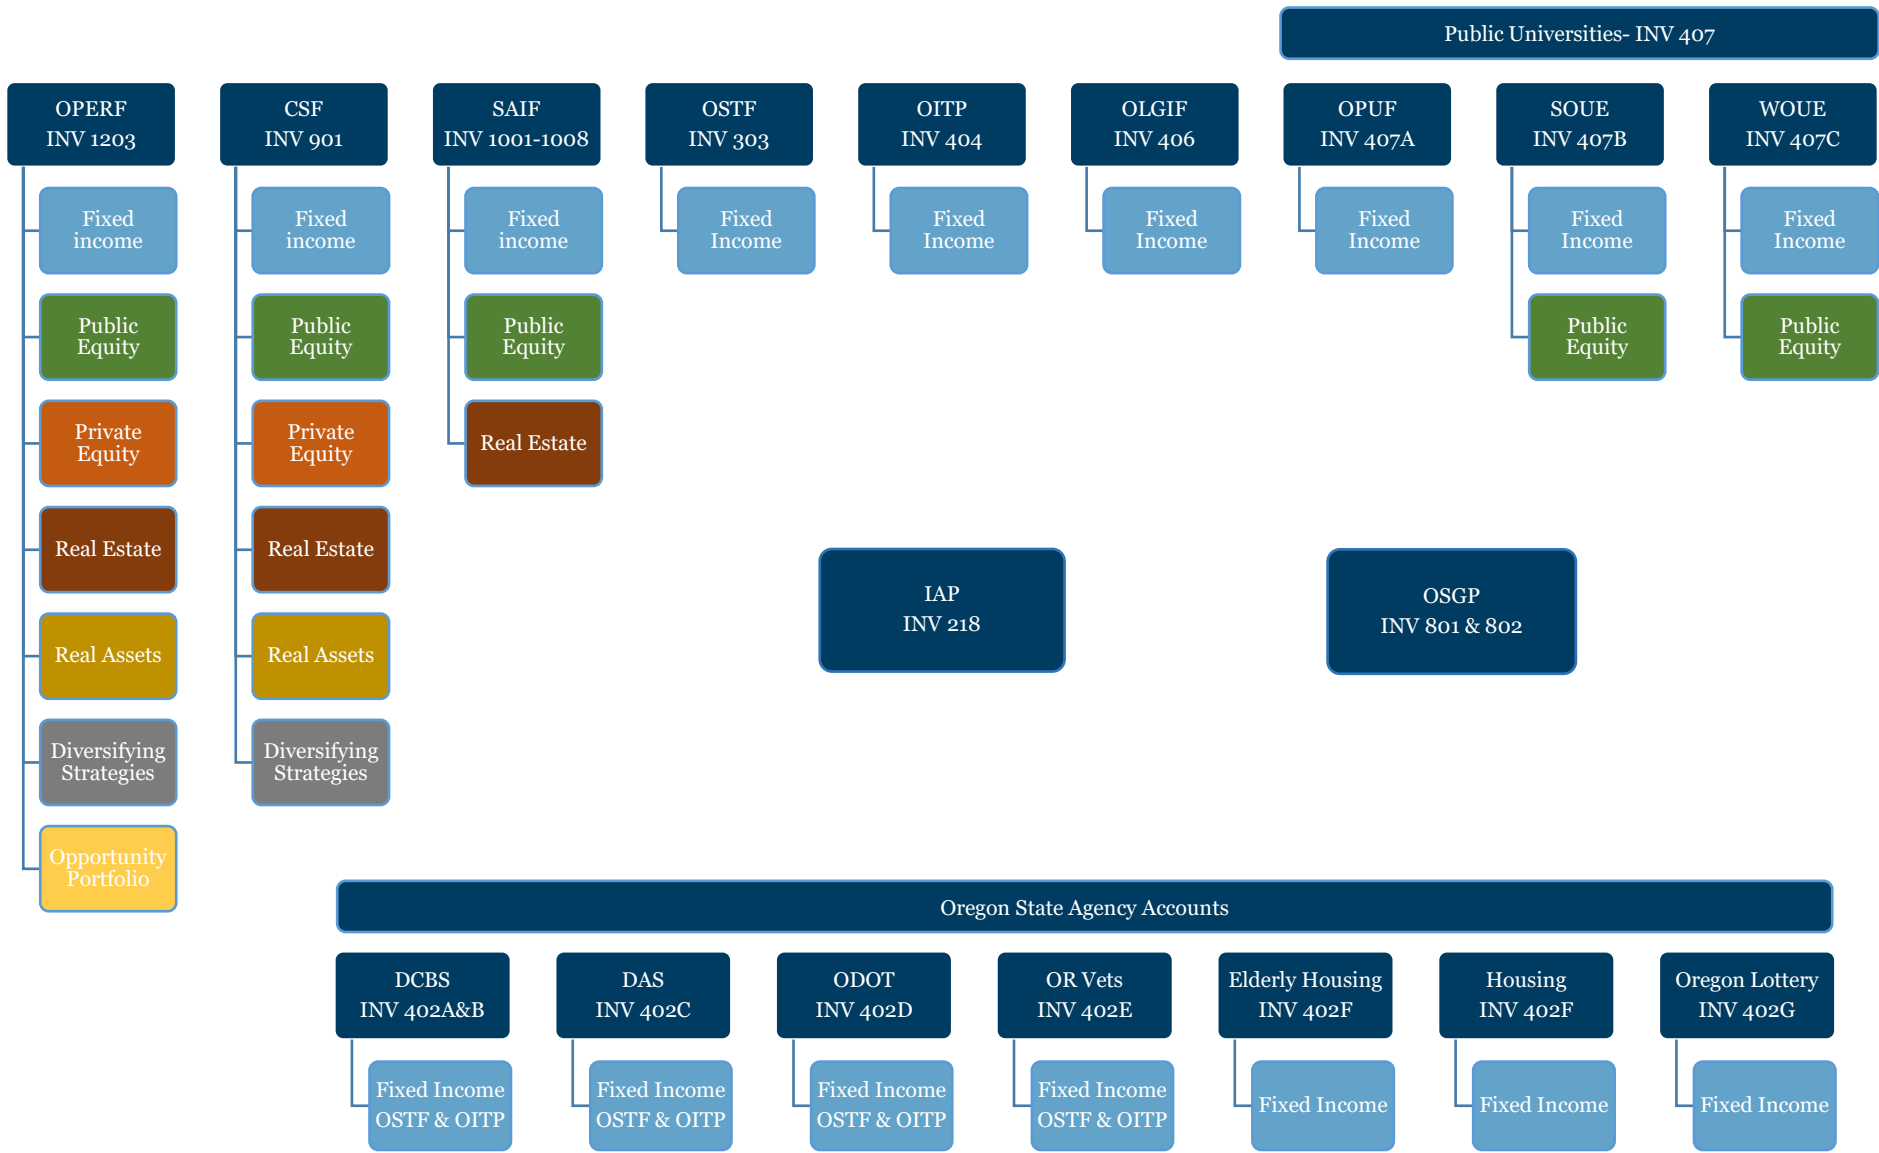 Public Universities- INV 407
OPERF
INV 1203
Fixed
income
Public
Equity
Private
Equity
Real Estate
Real Assets
Diversifying
Strategies
Opportunity
Portfolio
CSF
INV 901
Fixed
income
Public
Equity
Private
Equity
Real Estate
Real Assets
Diversifying
Strategies
SAIF
INV 1001-1008
Fixed
income
Public
Equity
Real Estate
OSTF
INV 303
Fixed
Income
OITP
INV 404
Fixed
Income
OLGIF
INV 406
Fixed
Income
OPUF
INV 407A
Fixed
Income
SOUE
INV 407B
Fixed
Income
Public
Equity
WOUE
INV 407C
Fixed
Income
Public
Equity
IAP
INV 218
OSGP
INV 801 & 802
Oregon State Agency Accounts
DCBS
INV 402A&B
Fixed Income
OSTF & OITP
DAS
INV 402C
Fixed Income
OSTF & OITP
ODOT
INV 402D
Fixed Income
OSTF & OITP
OR Vets
INV 402E
Fixed Income
OSTF & OITP
Elderly Housing
INV 402F
Fixed Income
Housing
INV 402F
Fixed Income
Oregon Lottery
INV 402G
Fixed Income